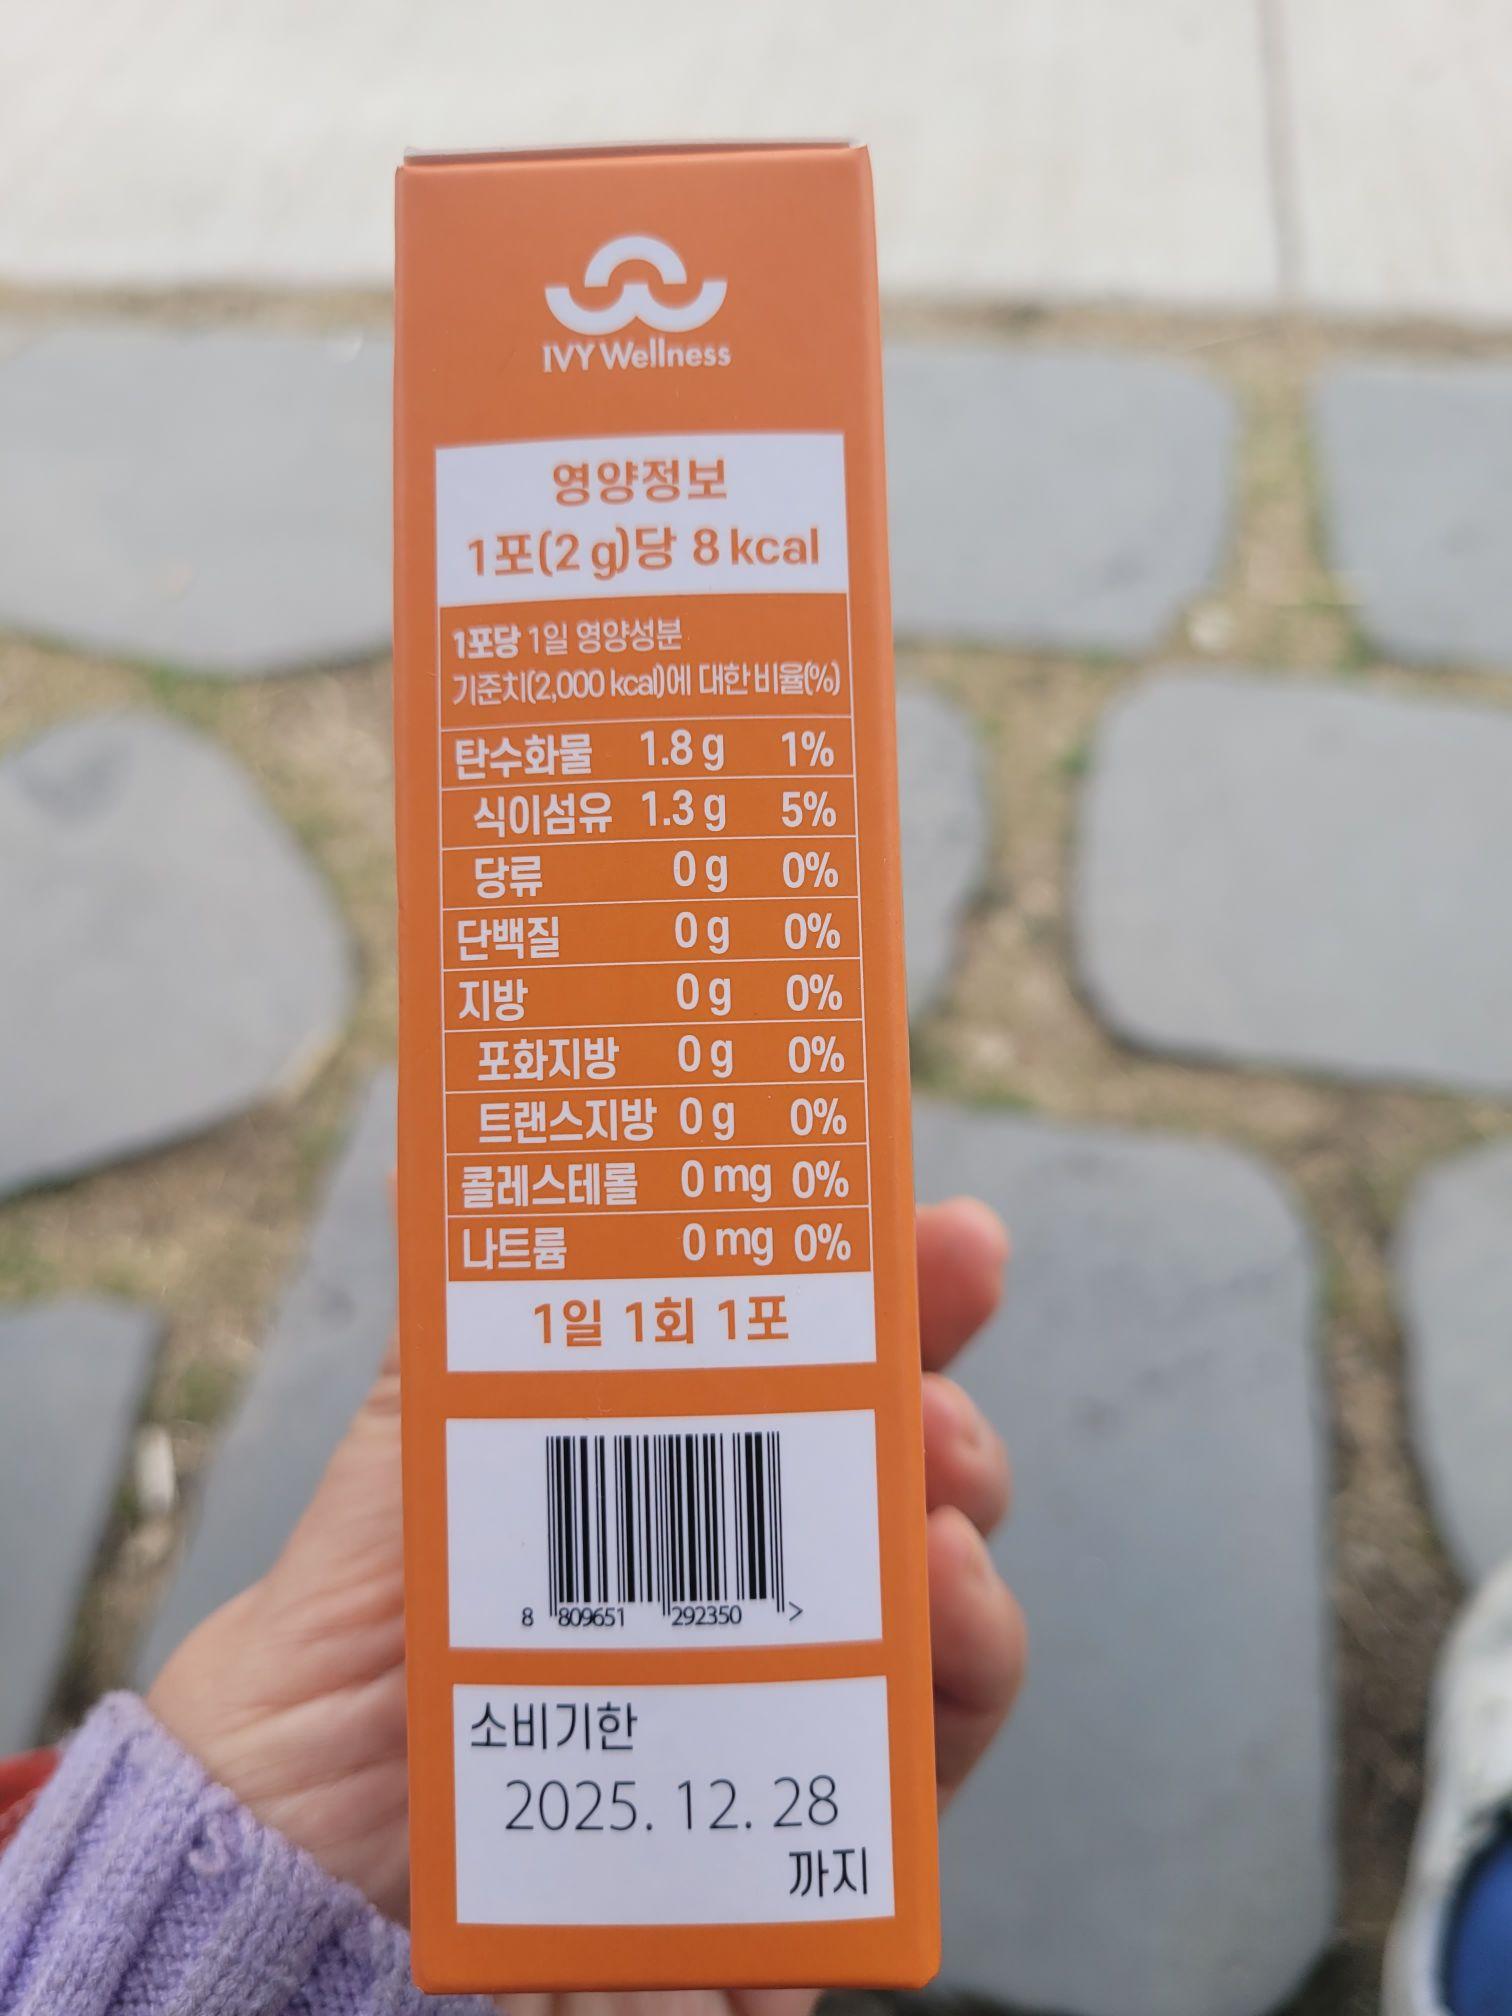 IVY Wellness
영양정보
1포(2 g)당 8 kcal
1포당 1일 영양성분
기준치(2,000 kcal)에 대한 비율(%)
탄수화물 1.8 g 1%
식이섬유 1.3 g 5%
당류 0 g 0%
단백질 0 g 0%
지방 0 g 0%
포화지방 0 g 0%
트랜스지방 0 g 0%
콜레스테롤 0 mg 0%
나트륨 0 mg 0%
1일 1회 1포
8 809651 292350 >
소비기한
2025. 12. 28
까지